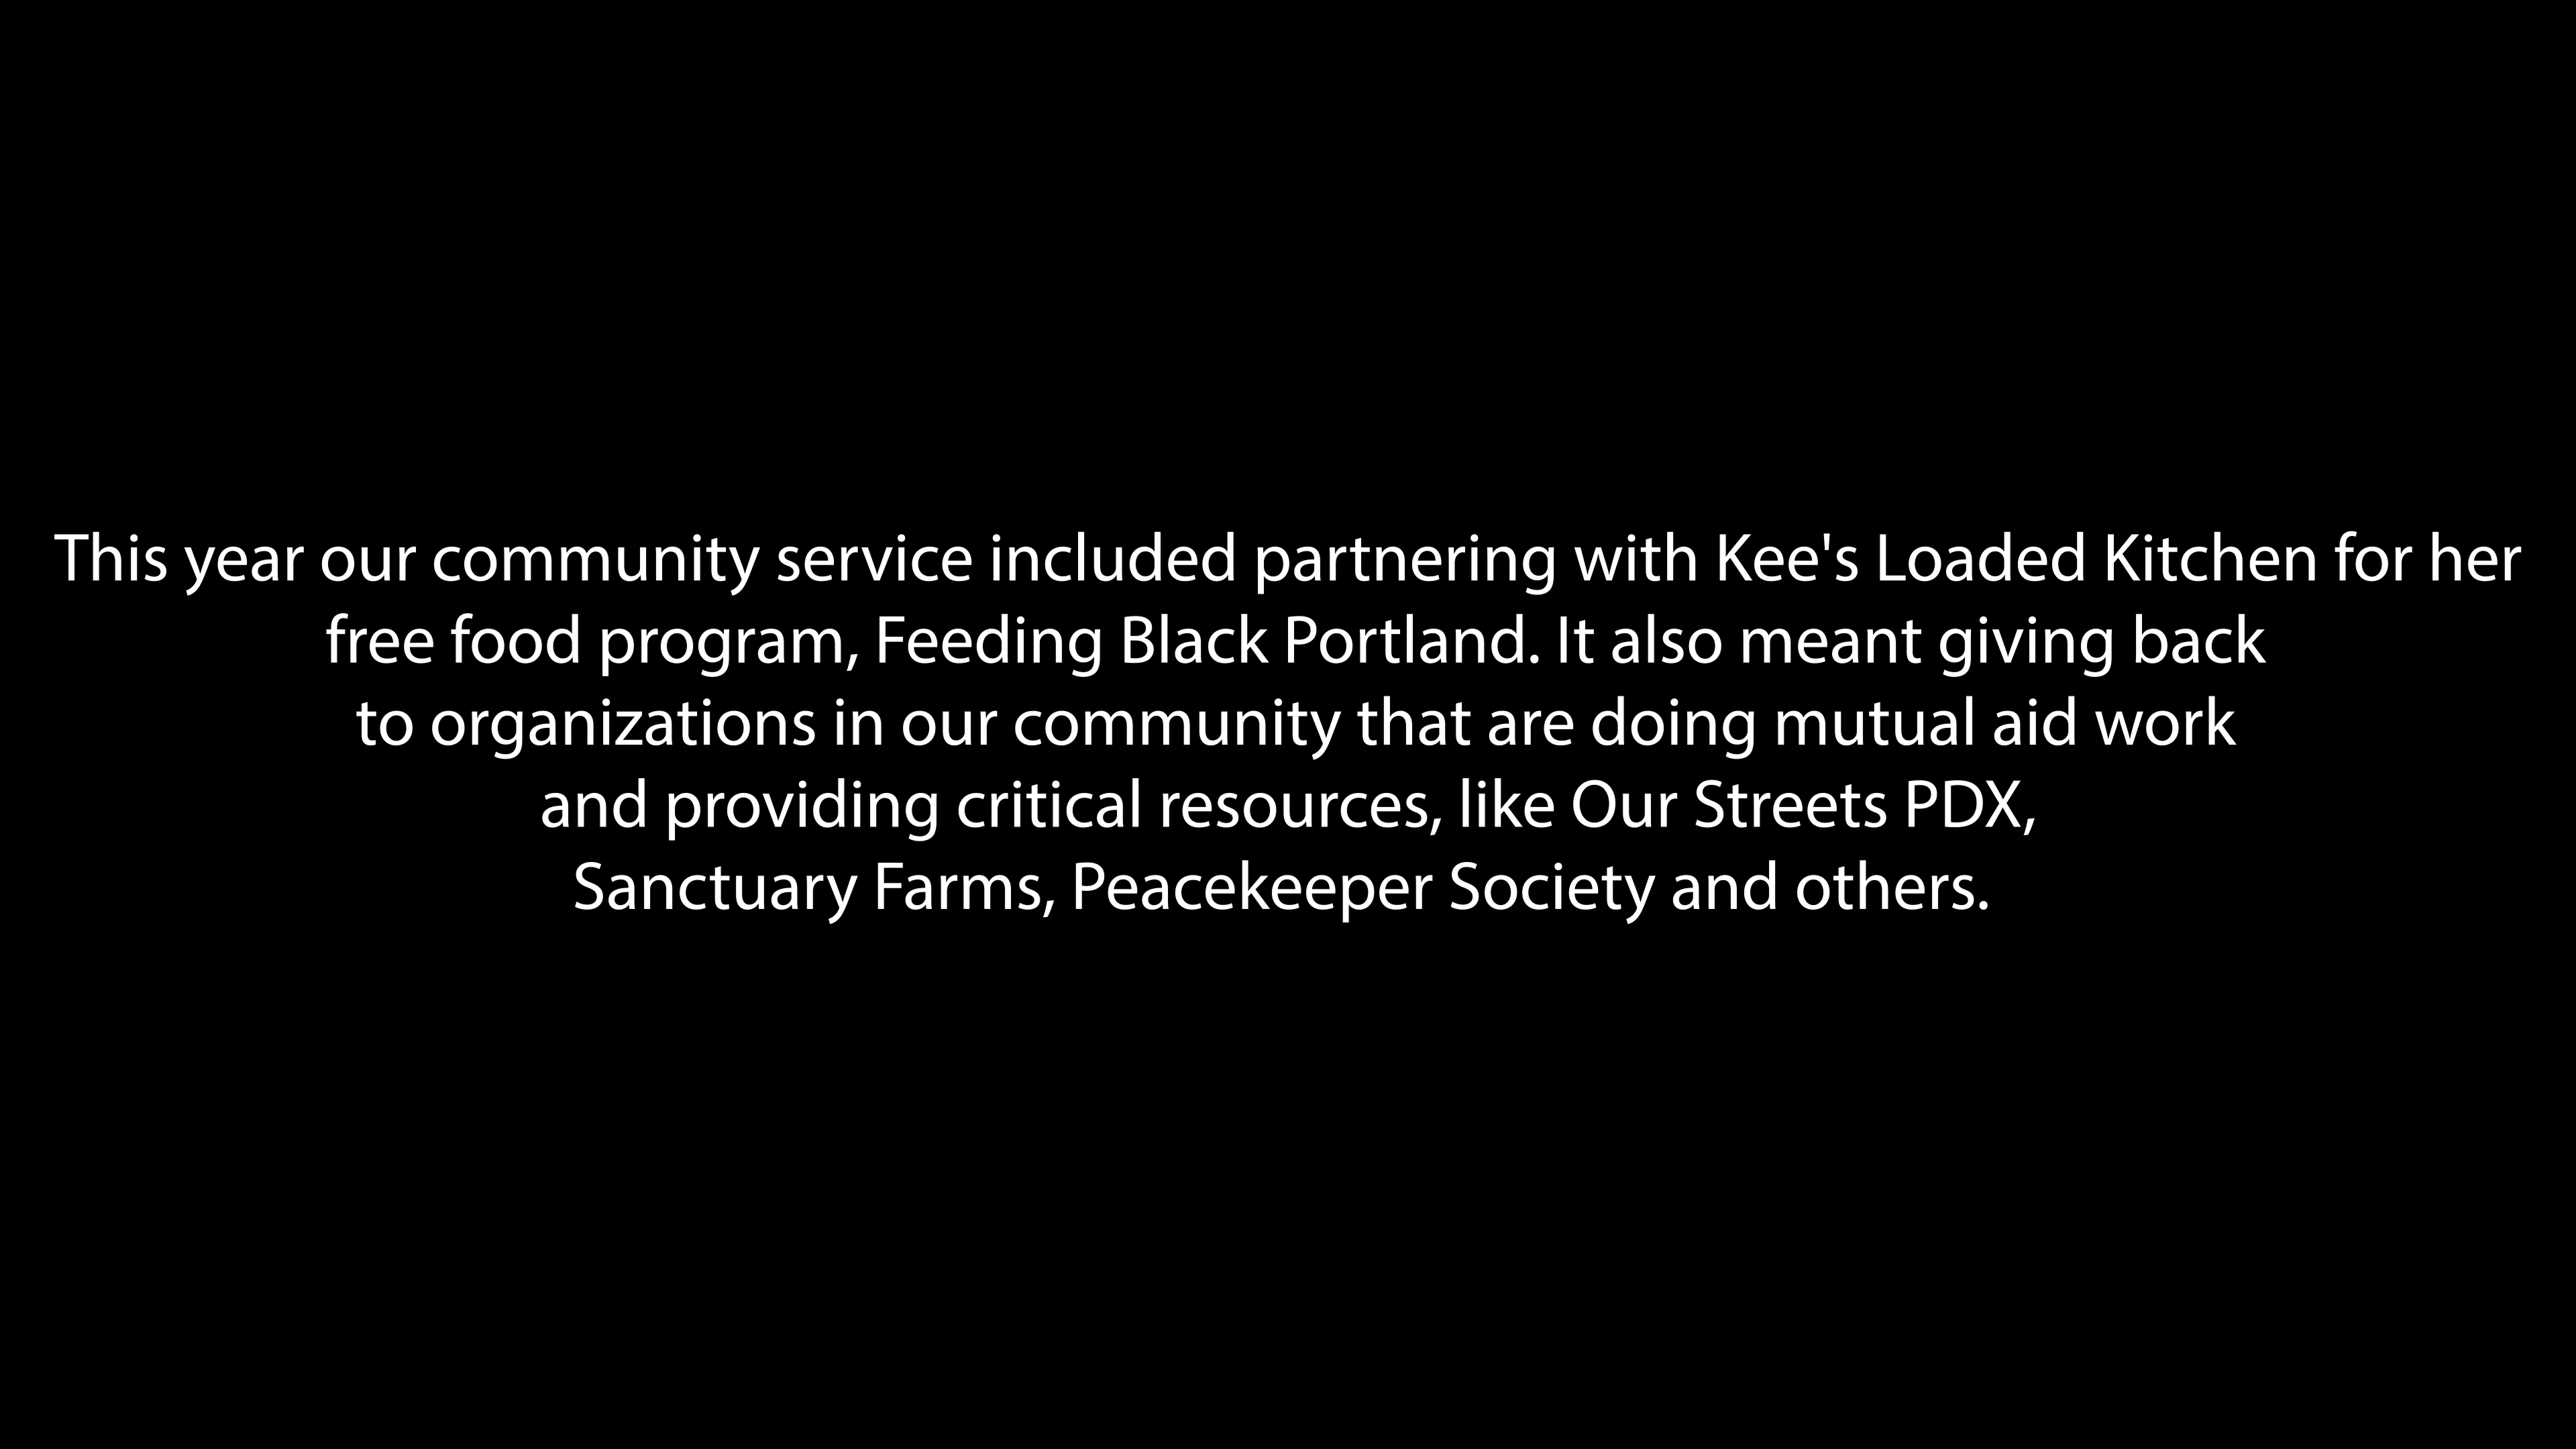 This year our community service included partnering with Kee's Loaded Kitchen for her
free food program, Feeding Black Portland. It also meant giving back
to organizations in our community that are doing mutual aid work
and providing critical resources, like Our Streets PDX,
Sanctuary Farms, Peacekeeper Society and others.